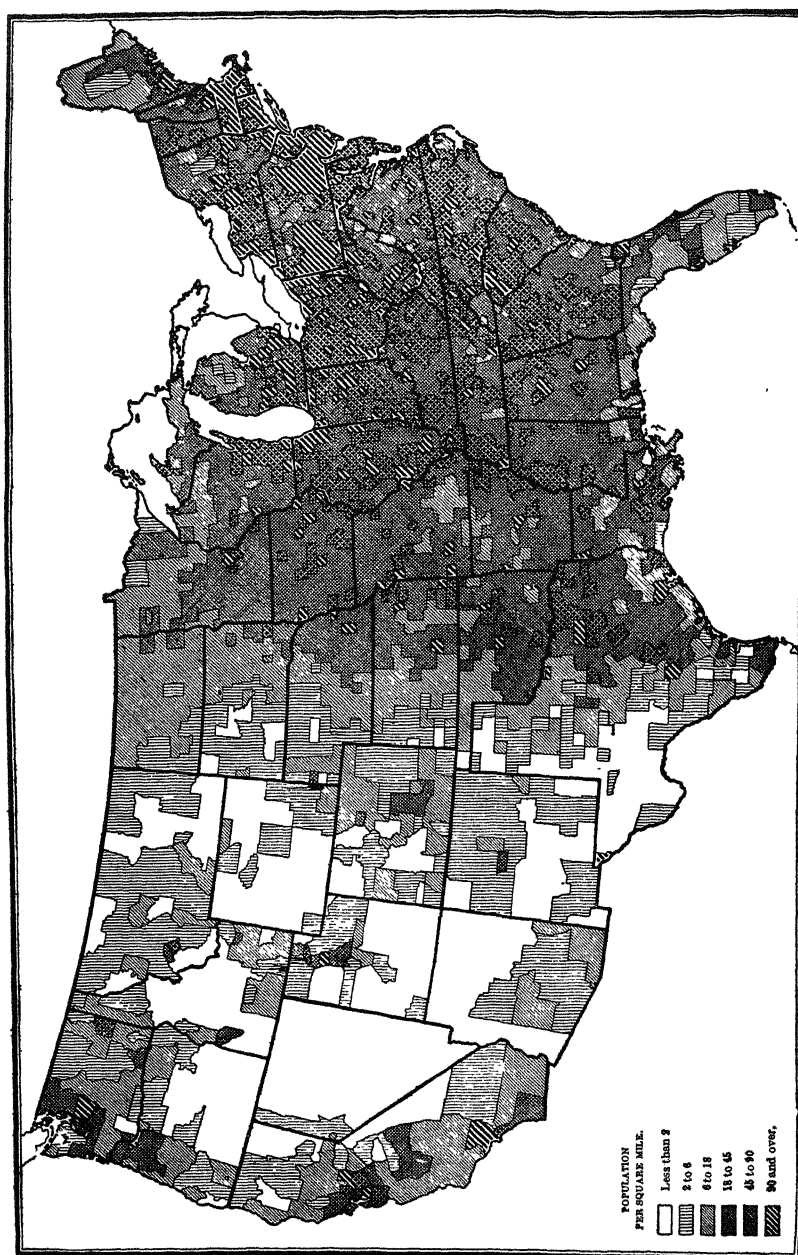 POPULATION
PER SQUARE MILE.
Less than 2
2 to 6
6 to 18
18 to 45
45 to 90
90 and over,